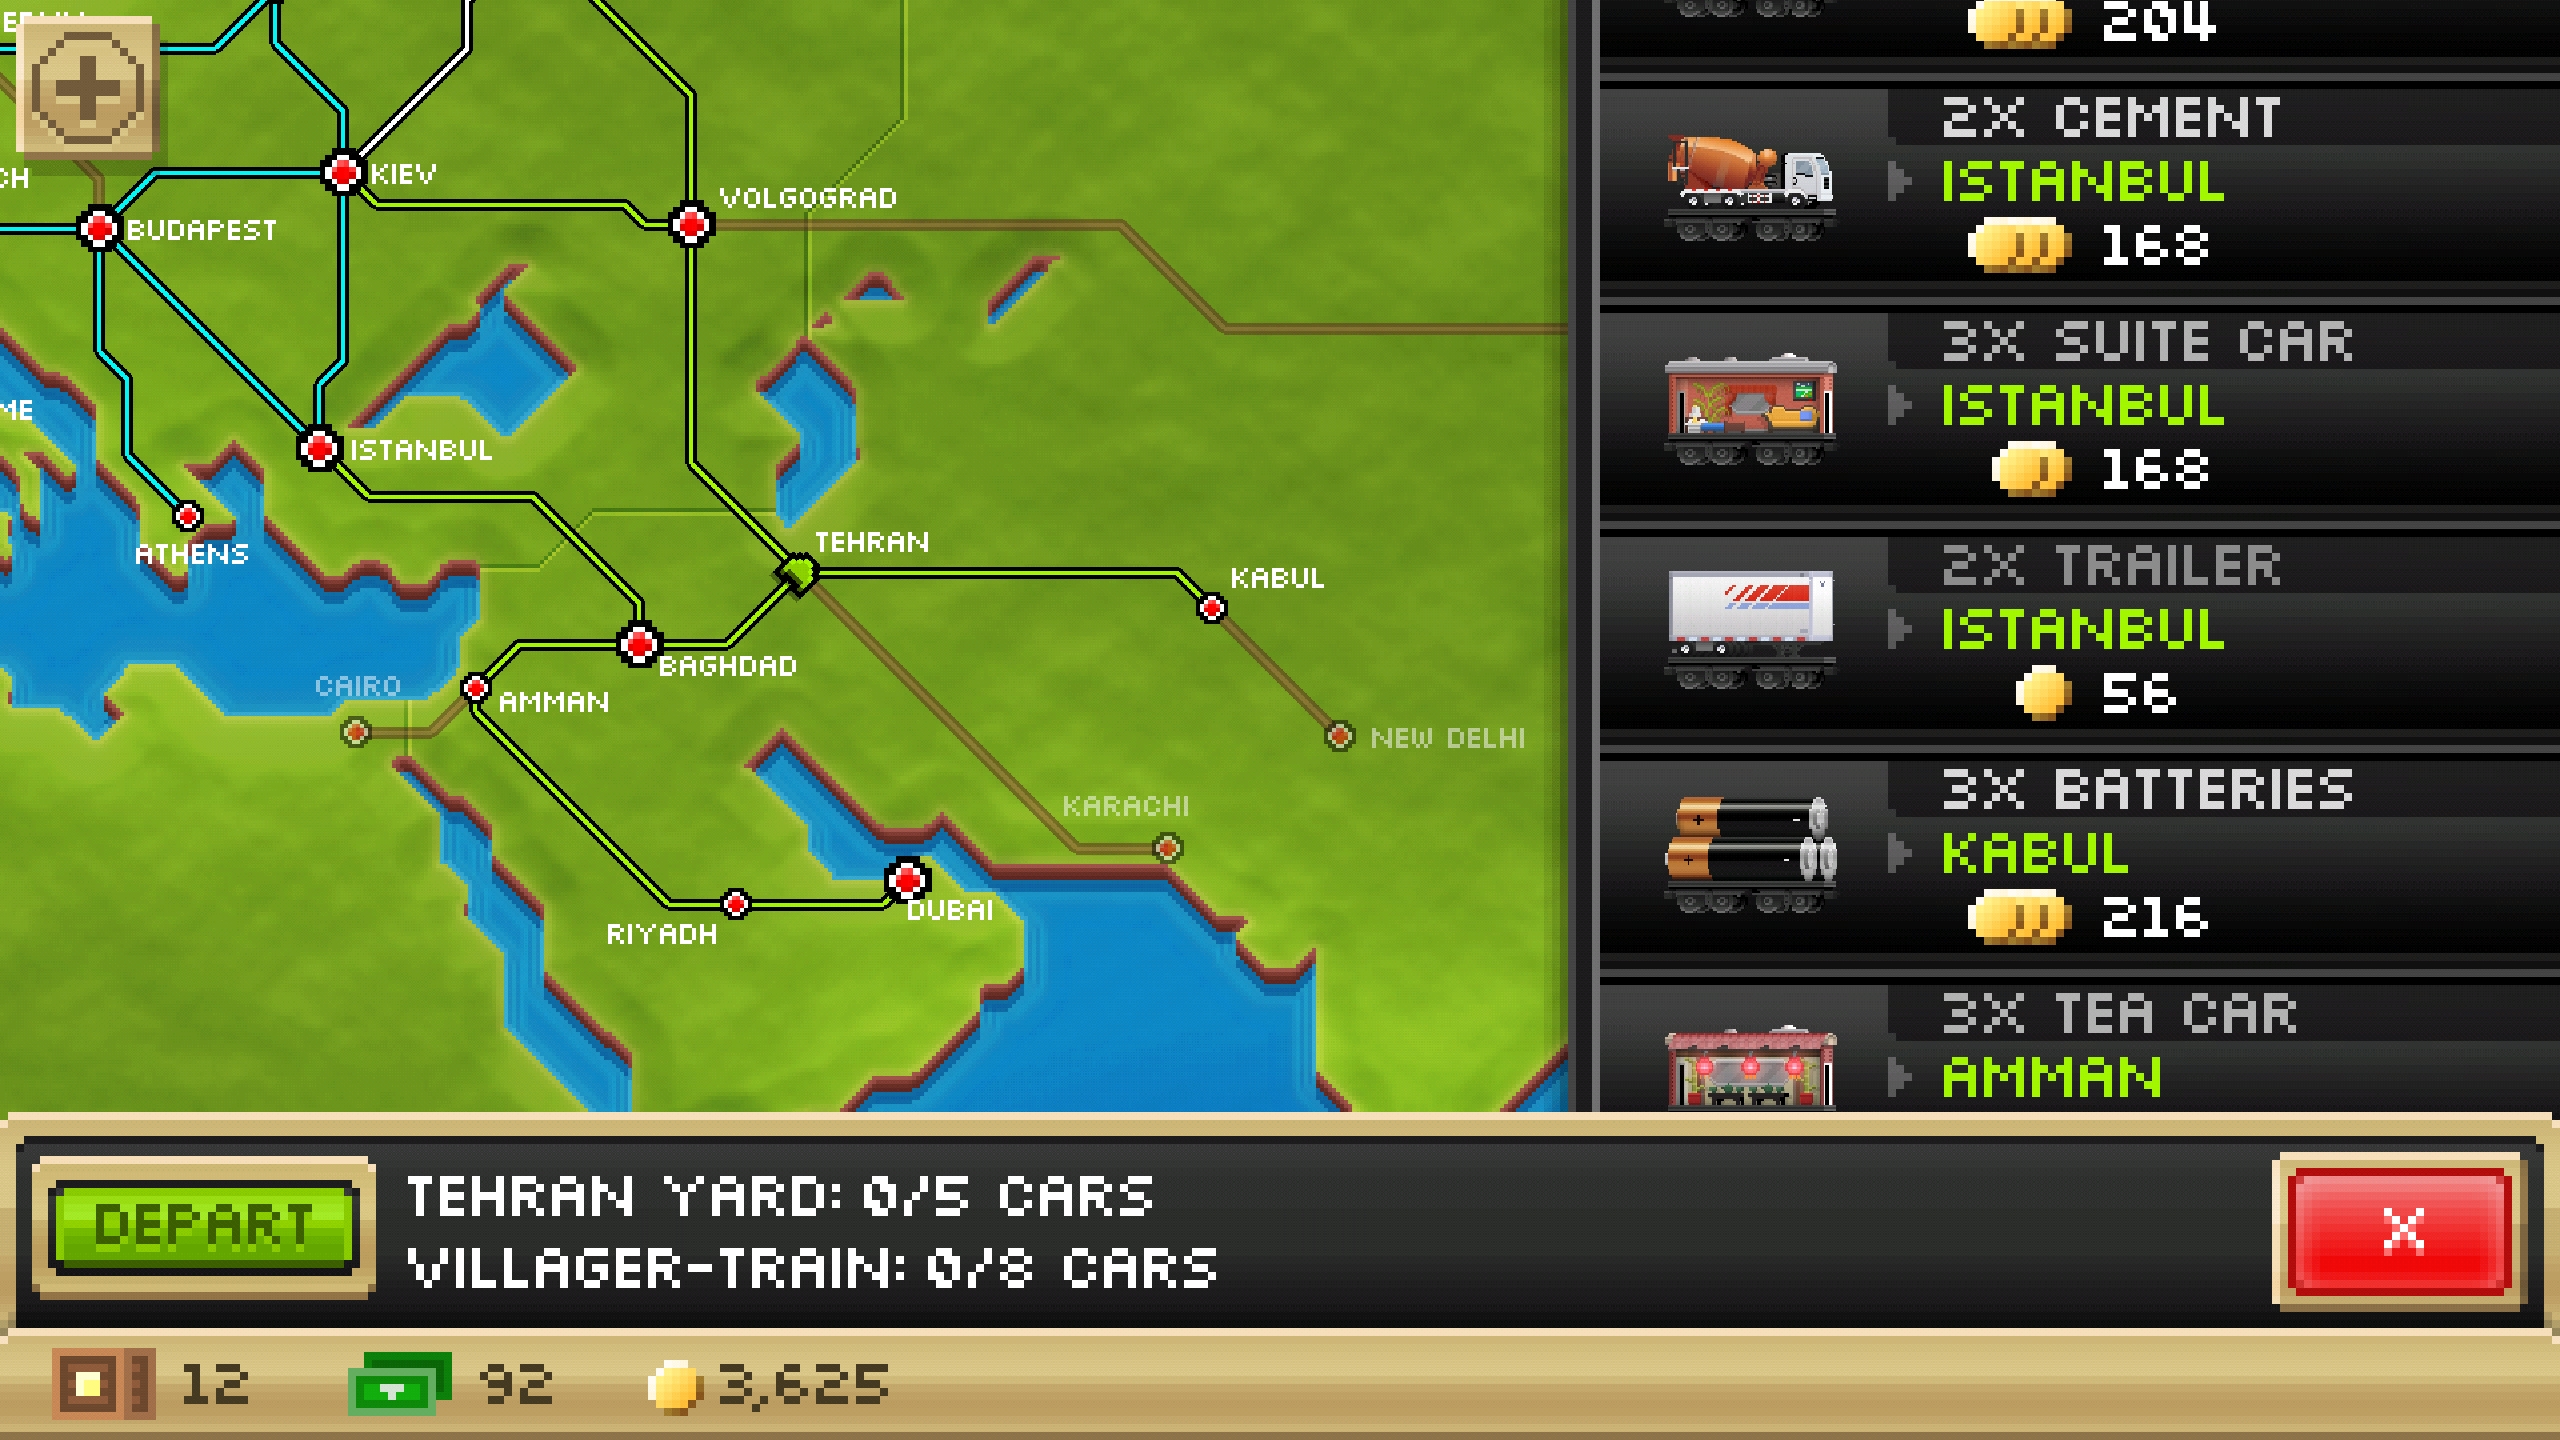 204
2X CEMENT
ISTANBUL
168
3X SUITE CAR
ISTANBUL
168
2X TRAILER
ISTANBUL
56
3X BATTERIES
KABUL
216
3X TEA CAR
AMMAN
KIEV
CH
VOLGOGRAD
BUDAPEST
ME
ISTANBUL
ATHENS
TEHRAN
KABUL
BAGHDAD
CAIRO
AMMAN
NEW DELHI
KARACHI
DUBAI
RIYADH
DEPART
TEHRAN YARD: 0/5 CARS
VILLAGER-TRAIN: 0/8 CARS
X
12
92
3,625